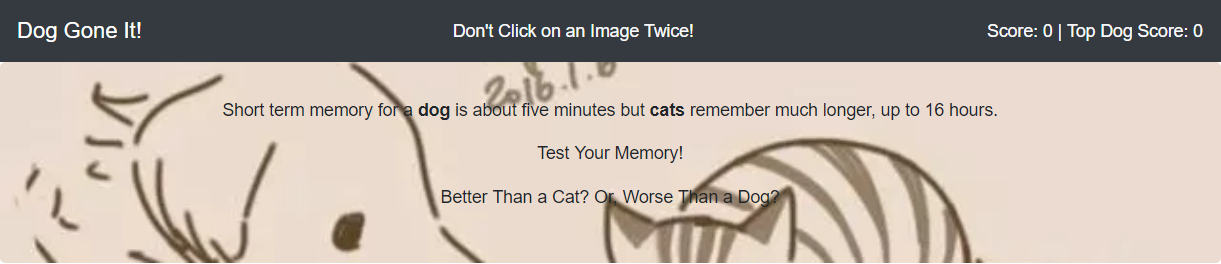 Dog Gone It!
Don't Click on an Image Twice!
Score: 0 | Top Dog Score: 0
2016.1.6
Short term memory for a dog is about five minutes but cats remember much longer, up to 16 hours.
Test Your Memory!
Better Than a Cat? Or, Worse Than a Dog?